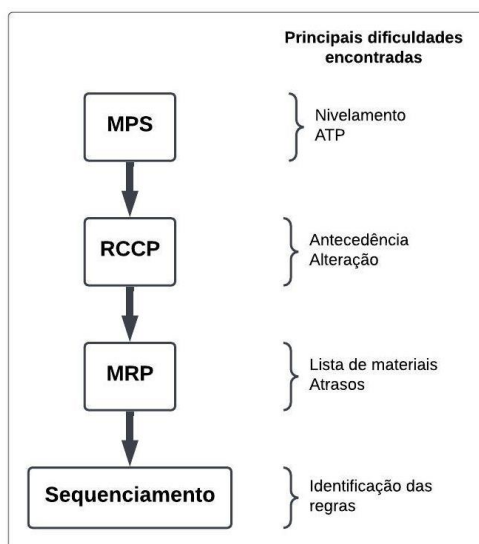 Principais dificuldades
encontradas
MPS
Nivelamento
ATP
RCCP
Antecedência
Alteração
MRP
Lista de materiais
Atrasos
Sequenciamento
Identificação das
regras